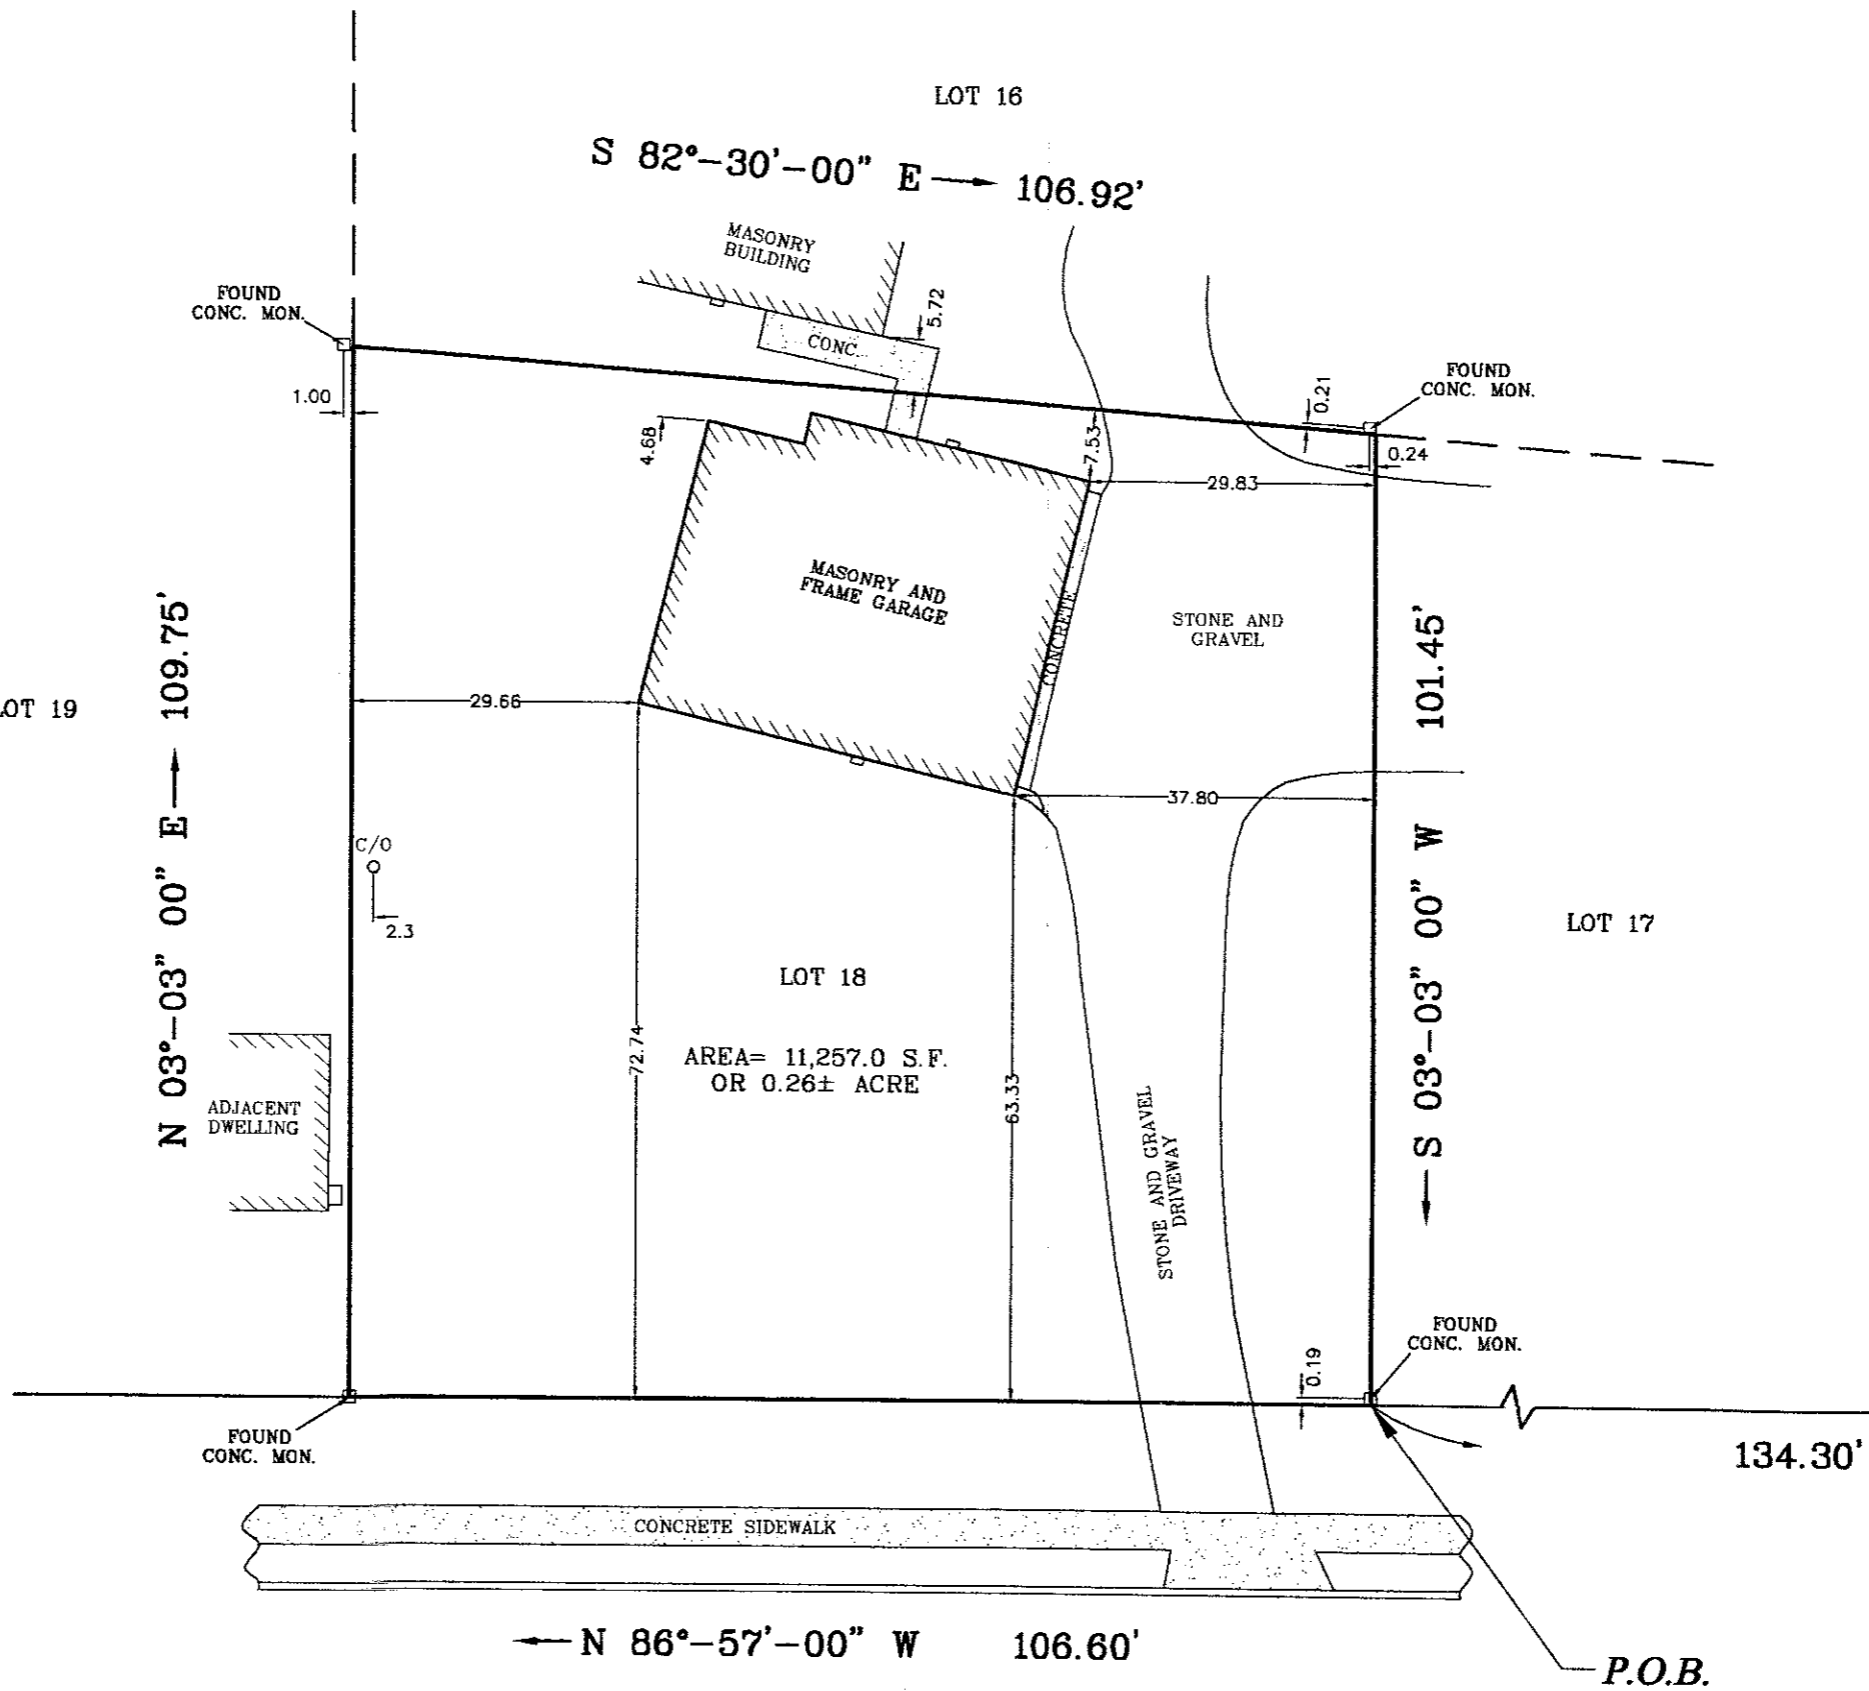 LOT 16
S 82°-30'-00" E 106.92'
MASONRY
BUILDING
5.72
FOUND
CONC. MON.
CONC.
1.00
FOUND
CONC. MON.
0.21
0.24
4.68
7.53
29.83
MASONRY AND
FRAME GARAGE
CONCRETE
STONE AND
GRAVEL
N 03°-03" 00" E 109.75'
S 03°-03" 00" W 101.45'
LOT 19
29.66
37.80
C/O
2.3
LOT 17
LOT 18
72.74
AREA= 11,257.0 S.F.
OR 0.26± ACRE
63.33
ADJACENT
DWELLING
STONE AND GRAVEL
DRIVEWAY
FOUND
CONC. MON.
0.19
FOUND
CONC. MON.
134.30'
CONCRETE SIDEWALK
N 86°-57'-00" W 106.60'
P.O.B.